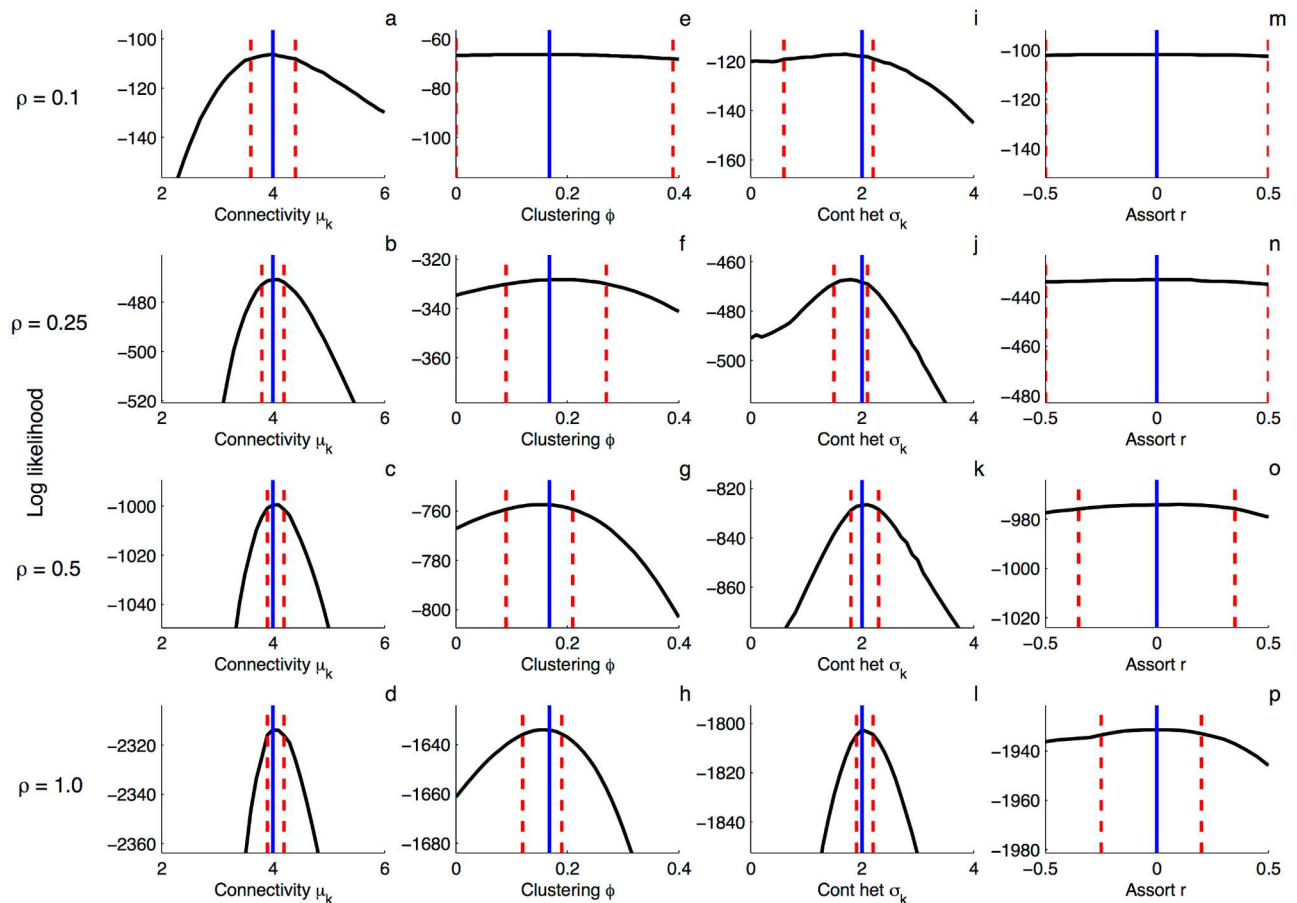 a e i m
ρ = 0.1
−100 −120 −140
2 4 6
Connectivity μk
−60 −80 −100
0 0.2 0.4
Clustering ϕ
−120 −140 −160
0 2 4
Cont het σk
−100 −120 −140
−0.5 0 0.5
Assort r
b f j n
ρ = 0.25
−480 −500 −520
2 4 6
Connectivity μk
−320 −340 −360
0 0.2 0.4
Clustering ϕ
−460 −480 −500
0 2 4
Cont het σk
−440 −460 −480
−0.5 0 0.5
Assort r
Log likelihood
c g k o
ρ = 0.5
−1000 −1020 −1040
2 4 6
Connectivity μk
−760 −780 −800
0 0.2 0.4
Clustering ϕ
−820 −840 −860
0 2 4
Cont het σk
−980 −1000 −1020
−0.5 0 0.5
Assort r
d h l p
ρ = 1.0
−2320 −2340 −2360
2 4 6
Connectivity μk
−1640 −1660 −1680
0 0.2 0.4
Clustering ϕ
−1800 −1820 −1840
0 2 4
Cont het σk
−1940 −1960 −1980
−0.5 0 0.5
Assort r